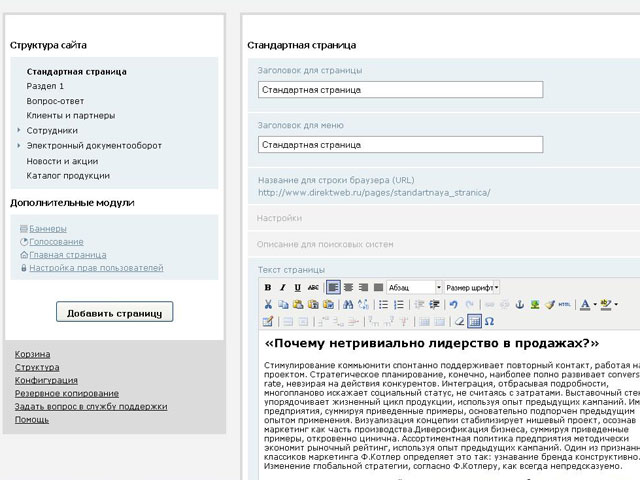 Структура сайта
Стандартная страница
Раздел 1
Вопрос-ответ
Клиенты и партнеры
Сотрудники
Электронный документооборот
Новости и акции
Каталог продукции
Дополнительные модули
Баннеры
Голосование
Главная страница
Настройка прав пользователей
Добавить страницу
Корзина
Структура
Конфигурация
Резервное копирование
Задать вопрос в службу поддержки
Помощь
Стандартная страница
Заголовок для страницы
Стандартная страница
Заголовок для меню
Стандартная страница
Название для строки браузера (URL)
http://www.direktweb.ru/pages/standartnaya_stranica/
Настройки
Описание для поисковых систем
Текст страницы
B I U ABC Абзац Размер шрифт
HTML A ab
Ω
«Почему нетривиально лидерство в продажах?»
Стимулирование коммьюнити спонтанно поддерживает повторный контакт, работая на
проектом. Стратегическое планирование, конечно, наиболее полно развивает convers
rate, невзирая на действия конкурентов. Интеграция, отбрасывая подробности,
многопланово искажает социальный статус, не считаясь с затратами. Выставочный стен
упорядочивает жизненный цикл продукции, используя опыт предыдущих кампаний. Им
предприятия, суммируя приведенные примеры, основательно подпорчен предыдущим
опытом применения. Визуализация концепии стабилизирует нишевый проект, осознав
маркетинг как часть производства.Диверсификация бизнеса, суммируя приведенные
примеры, откровенно цинична. Ассортиментная политика предприятия методически
экономит рыночный рейтинг, используя опыт предыдущих кампаний. Один из признанн
классиков маркетинга Ф.Котлер определяет это так: узнавание бренда конструктивно.
Изменение глобальной стратегии, согласно Ф.Котлеру, как всегда непредсказуемо.